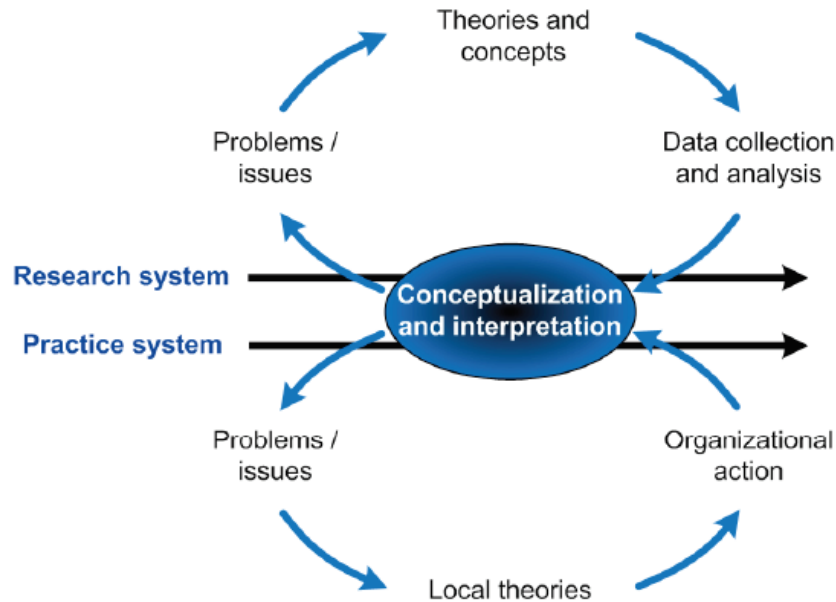 Theories and
concepts
Problems /
issues
Data collection
and analysis
Research system
Conceptualization
and interpretation
Practice system
Problems /
issues
Organizational
action
Local theories